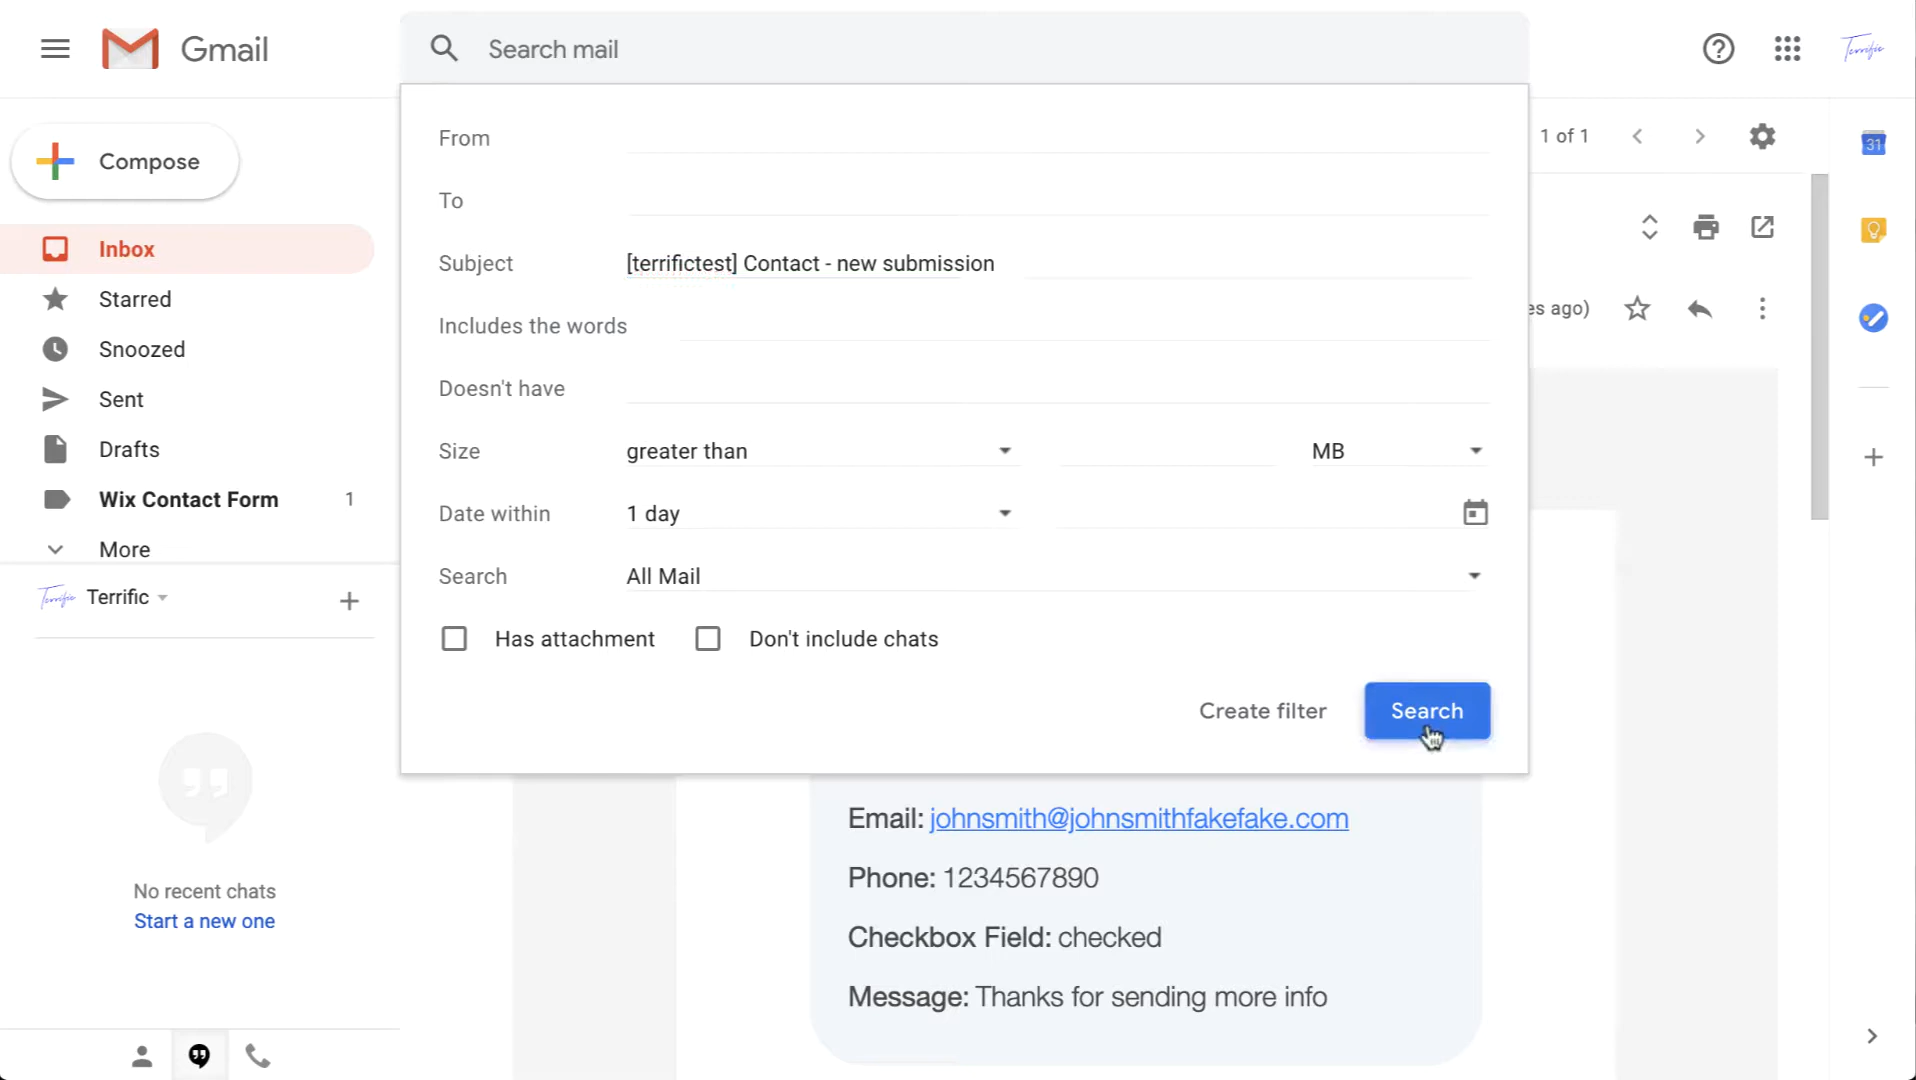 Gmail
Search mail
Terrific
Compose
Inbox
Starred
Snoozed
Sent
Drafts
Wix Contact Form 1
More
Terrific Terrific
No recent chats
Start a new one
From
To
Subject [terrifictest] Contact - new submission
Includes the words
Doesn't have
Size greater than MB
Date within 1 day
Search All Mail
Has attachment Don't include chats
Create filter Search
1 of 1
es ago)
31
Email: johnsmith@johnsmithfakefake.com
Phone: 1234567890
Checkbox Field: checked
Message: Thanks for sending more info